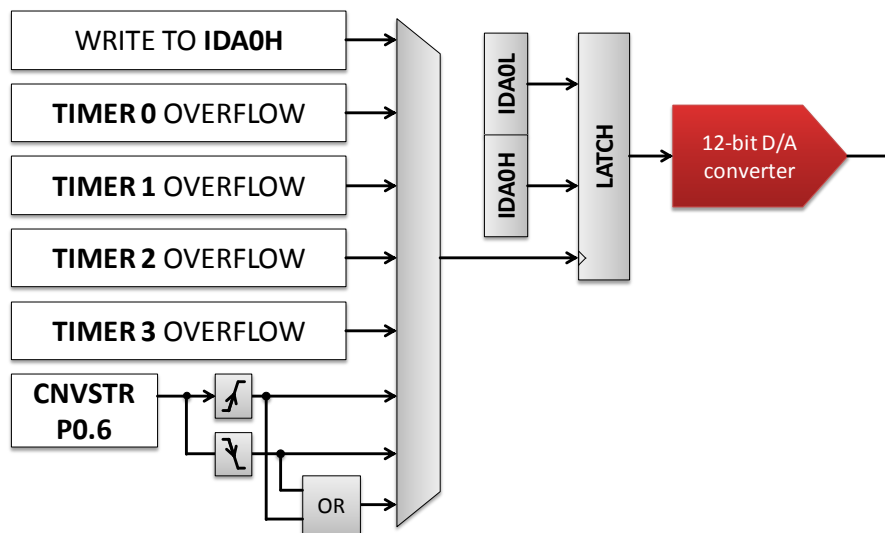 WRITE TO IDA0H
TIMER 0 OVERFLOW
TIMER 1 OVERFLOW
TIMER 2 OVERFLOW
TIMER 3 OVERFLOW
CNVSTR
P0.6
OR
IDA0L
IDA0H
LATCH
12-bit D/A
converter